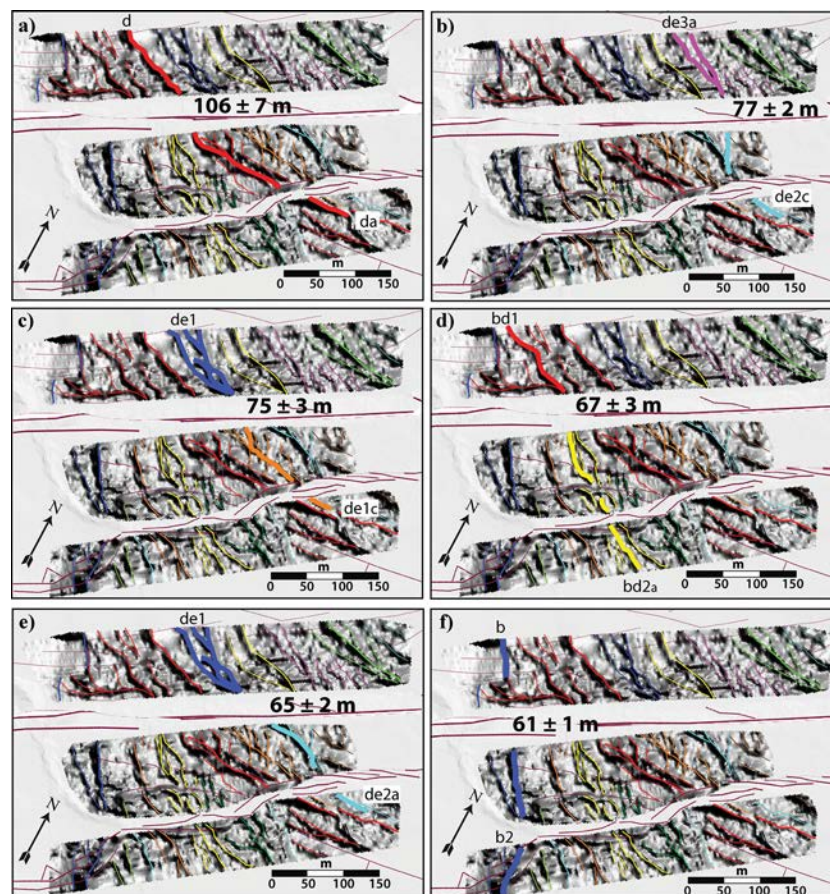 a)
d
106 ± 7 m
da
N
m
0 50 100 150
b)
de3a
77 ± 2 m
de2c
N
m
0 50 100 150
c)
de1
75 ± 3 m
de1c
N
m
0 50 100 150
d)
bd1
67 ± 3 m
bd2a
N
m
0 50 100 150
e)
de1
65 ± 2 m
de2a
N
m
0 50 100 150
f)
b
61 ± 1 m
b2
N
m
0 50 100 150